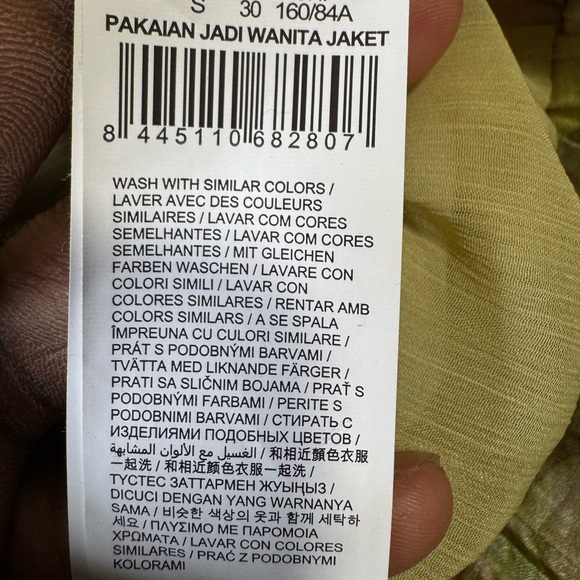 S 30 160/84A
PAKAIAN JADI WANITA JAKET
8 445110 682807
WASH WITH SIMILAR COLORS /
LAVER AVEC DES COULEURS
SIMILAIRES / LAVAR COM CORES
SEMELHANTES / LAVAR COM CORES
SEMELHANTES / MIT GLEICHEN
FARBEN WASCHEN / LAVARE CON
COLORI SIMILI / LAVAR CON
COLORES SIMILARES / RENTAR AMB
COLORS SIMILARS / A SE SPALA
ÎMPREUNA CU CULORI SIMILARE /
PRÁT S PODOBNÝMI BARVAMI /
TVÄTTA MED LIKNANDE FÄRGER /
PRATI SA SLIČNIM BOJAMA / PRAŤ S
PODOBNÝMI FARBAMI / PERITE S
PODOBNIMI BARVAMI / СТИРАТЬ С
ИЗДЕЛИЯМИ ПОДОБНЫХ ЦВЕТОВ /
الغسيل مع الألوان المشابهة / 和相近顏色衣服
一起洗 / 和相近颜色衣服一起洗 /
ТҮСТЕС ЗАТТАРМЕН ЖУЫҢЫЗ /
DICUCI DENGAN YANG WARNANYA
SAMA / 비슷한 색상의 옷과 함께 세탁하
세요 / ΠΛΥΣΙΜΟ ΜΕ ΠΑΡΟΜΟΙΑ
ΧΡΩΜΑΤΑ / LAVAR CON COLORES
SIMILARES / PRAĆ Z PODOBNYMI
KOLORAMI